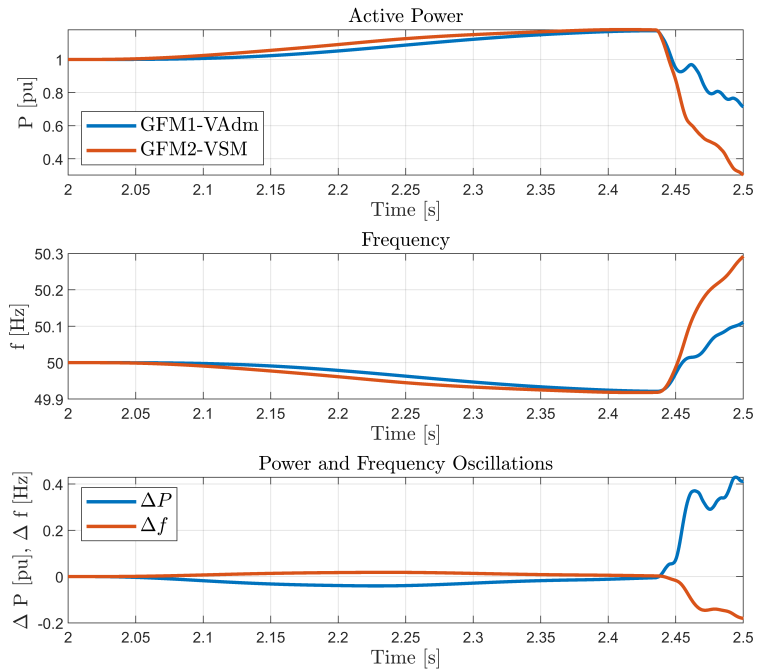 Active Power
P [pu]
1
0.8
0.6
0.4
GFM1-VAdm
GFM2-VSM
2 2.05 2.1 2.15 2.2 2.25 2.3 2.35 2.4 2.45 2.5
Time [s]
Frequency
f [Hz]
50.3
50.2
50.1
50
49.9
2 2.05 2.1 2.15 2.2 2.25 2.3 2.35 2.4 2.45 2.5
Time [s]
Power and Frequency Oscillations
Δ P [pu], Δ f [Hz]
0.4
0.2
0
-0.2
ΔP
Δf
2 2.05 2.1 2.15 2.2 2.25 2.3 2.35 2.4 2.45 2.5
Time [s]